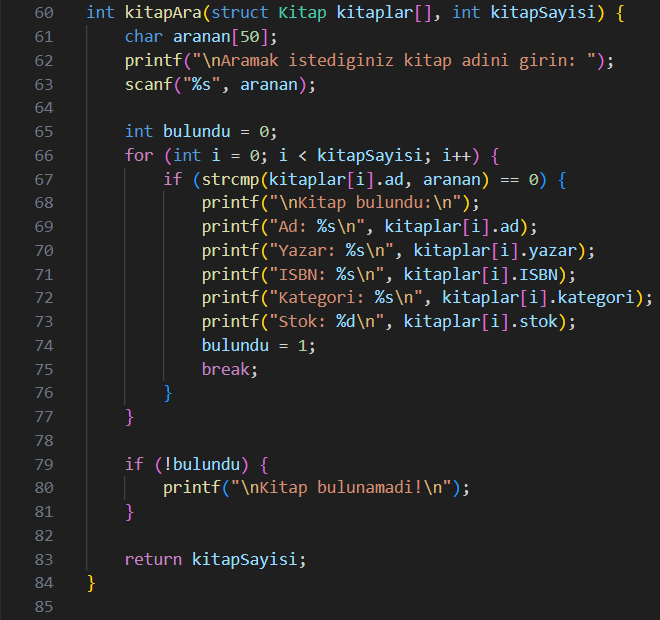 60 int kitapAra(struct Kitap kitaplar[], int kitapSayisi) {
61     char aranan[50];
62     printf("\nAramak istediginiz kitap adini girin: ");
63     scanf("%s", aranan);
64
65     int bulundu = 0;
66     for (int i = 0; i < kitapSayisi; i++) {
67         if (strcmp(kitaplar[i].ad, aranan) == 0) {
68             printf("\nKitap bulundu:\n");
69             printf("Ad: %s\n", kitaplar[i].ad);
70             printf("Yazar: %s\n", kitaplar[i].yazar);
71             printf("ISBN: %s\n", kitaplar[i].ISBN);
72             printf("Kategori: %s\n", kitaplar[i].kategori);
73             printf("Stok: %d\n", kitaplar[i].stok);
74             bulundu = 1;
75             break;
76         }
77     }
78
79     if (!bulundu) {
80         printf("\nKitap bulunamadi!\n");
81     }
82
83     return kitapSayisi;
84 }
85